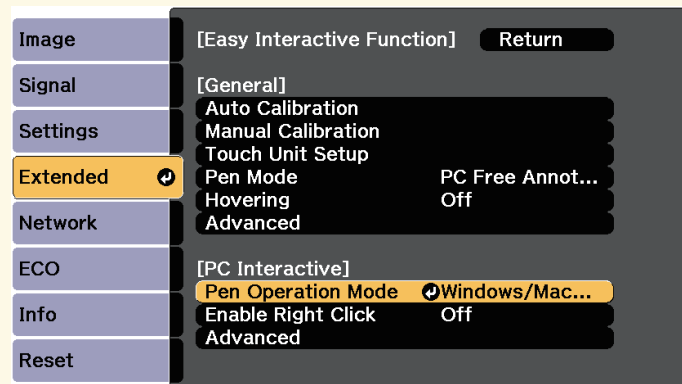 Image
Signal
Settings
Extended
Network
ECO
Info
Reset
[Easy Interactive Function] Return
[General]
Auto Calibration
Manual Calibration
Touch Unit Setup
Pen Mode PC Free Annot...
Hovering Off
Advanced
[PC Interactive]
Pen Operation Mode Windows/Mac...
Enable Right Click Off
Advanced